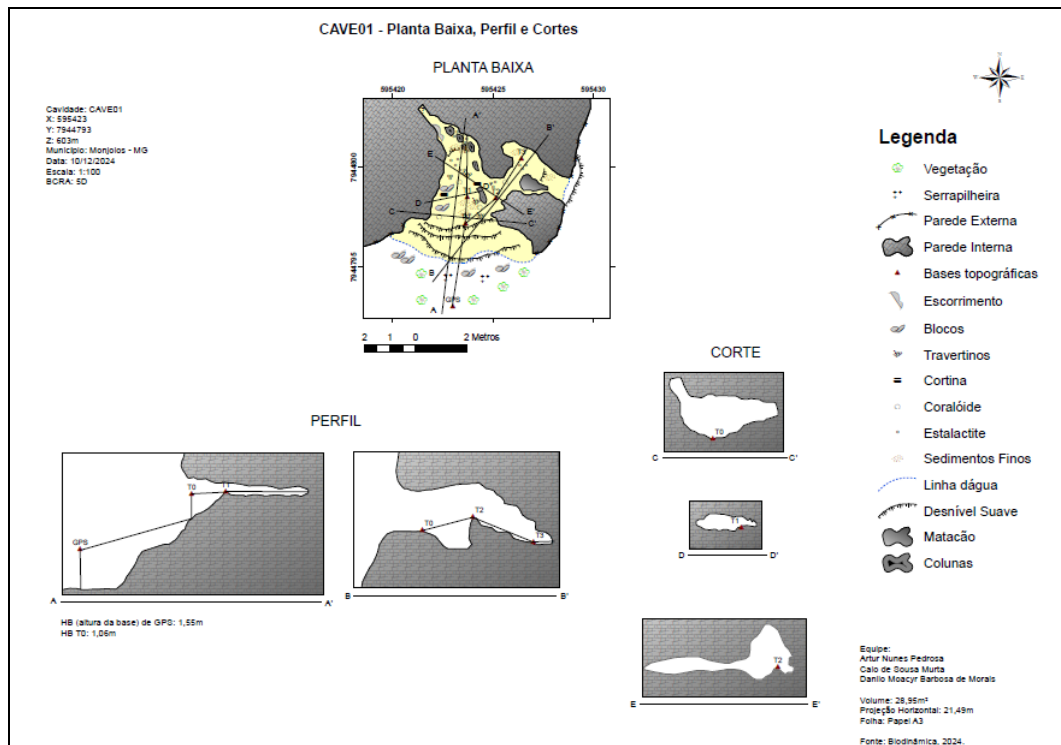 CAVE01 - Planta Baixa, Perfil e Cortes
PLANTA BAIXA
Cavidade: CAVE01
X: 595423
Y: 7944793
Z: 603m
Município: Monjolos - MG
Data: 10/12/2024
Escala: 1:100
BCRA: 5D
595420
595425
595430
7944800
7944795
A'
B'
E
T3
D'
D
T1
T2
C
E'
C'
B
GPS
A
2 1 0 2 Metros
Legenda
Vegetação
Serrapilheira
Parede Externa
Parede Interna
Bases topográficas
Escorrimento
Blocos
Travertinos
Cortina
Coralóide
Estalactite
Sedimentos Finos
Linha dágua
Desnível Suave
Matacão
Colunas
PERFIL
T0
T1
GPS
A
A'
HB (altura da base) de GPS: 1,55m
HB T0: 1,06m
T0
T2
T3
B
B'
CORTE
T0
C
C'
T1
D
D'
T2
E
E'
Equipe:
Artur Nunes Pedrosa
Caio de Sousa Murta
Danilo Moacyr Barbosa de Morais
Volume: 28,95m³
Projeção Horizontal: 21,49m
Folha: Papel A3
Fonte: Biodinâmica, 2024.